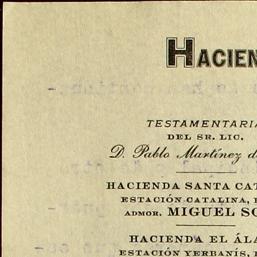 HACIEN
TESTAMENTARIA
DEL SR. LIC.
D. Pablo Martínez d
HACIENDA SANTA CAT
ESTACIÓN CATALINA,
ADMOR. MIGUEL SO
HACIENDA EL ÁLA
ESTACIÓN YERBANÍS,